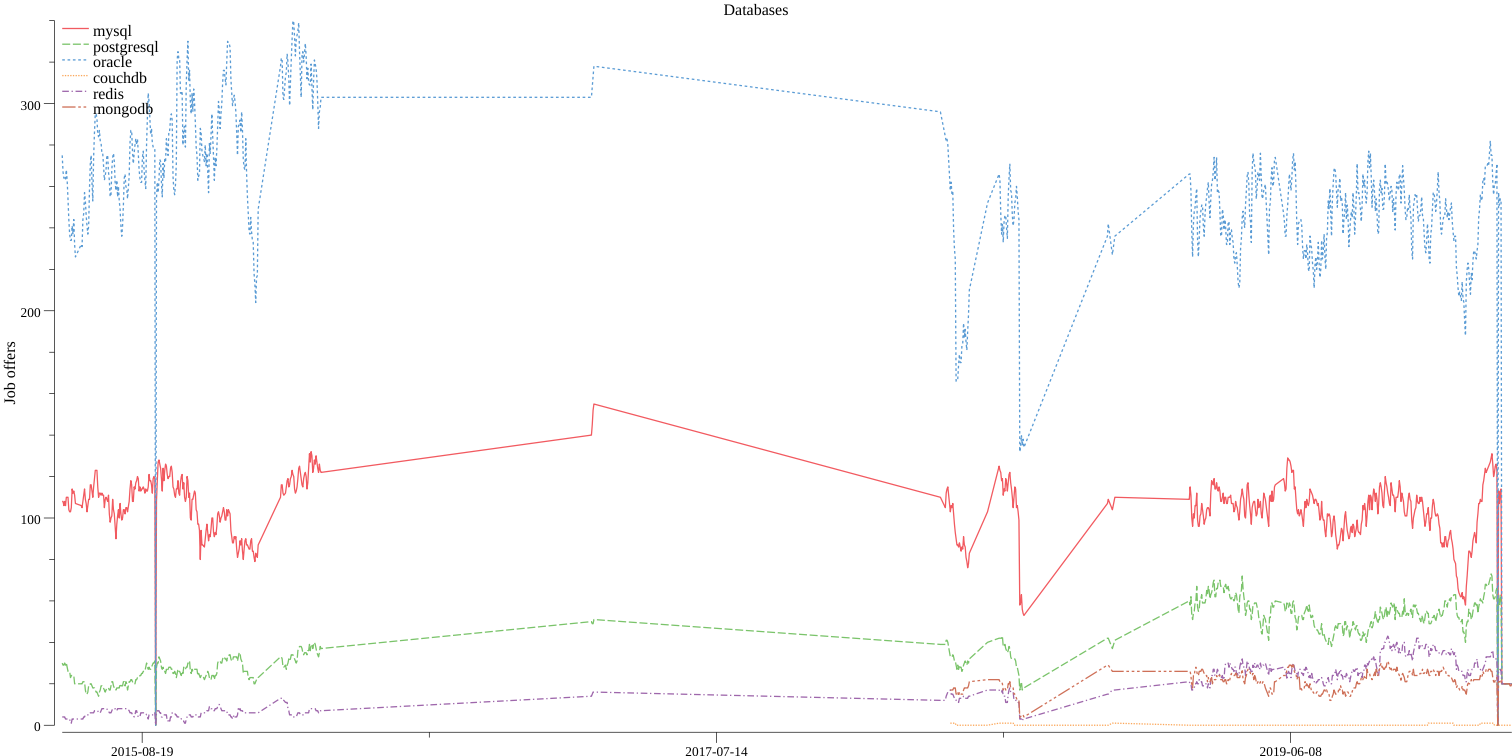 Databases
mysql
postgresql
oracle
couchdb
redis
mongodb
300
200
100
0
Job offers
2015-08-19
2017-07-14
2019-06-08